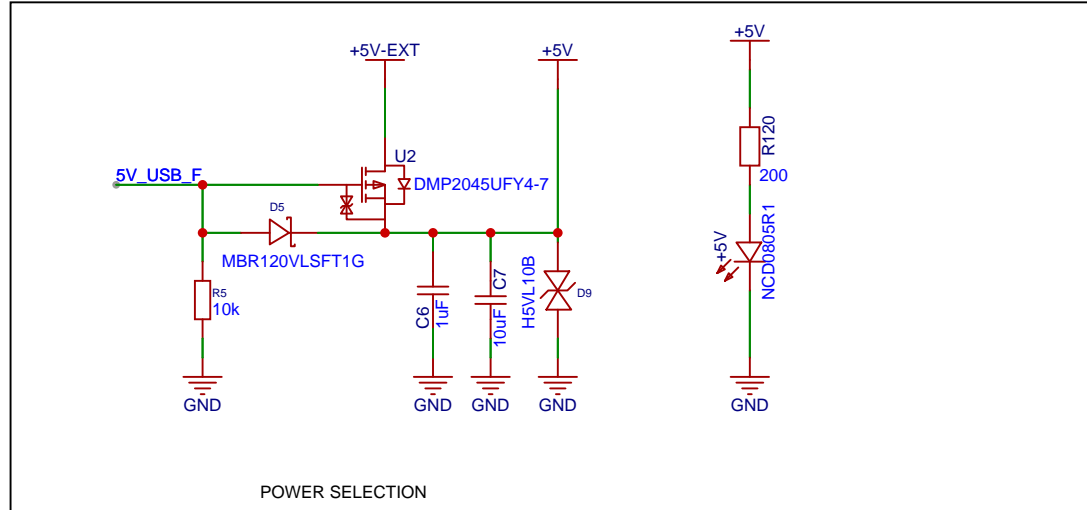 +5V-EXT
+5V
+5V
U2
DMP2045UFY4-7
5V_USB_F
D5
MBR120VLSFT1G
R5
10k
C6
1uF
C7
10uF
H5VL10B
D9
R120
200
+5V
NCD0805R1
GND
GND
GND
GND
GND
POWER SELECTION